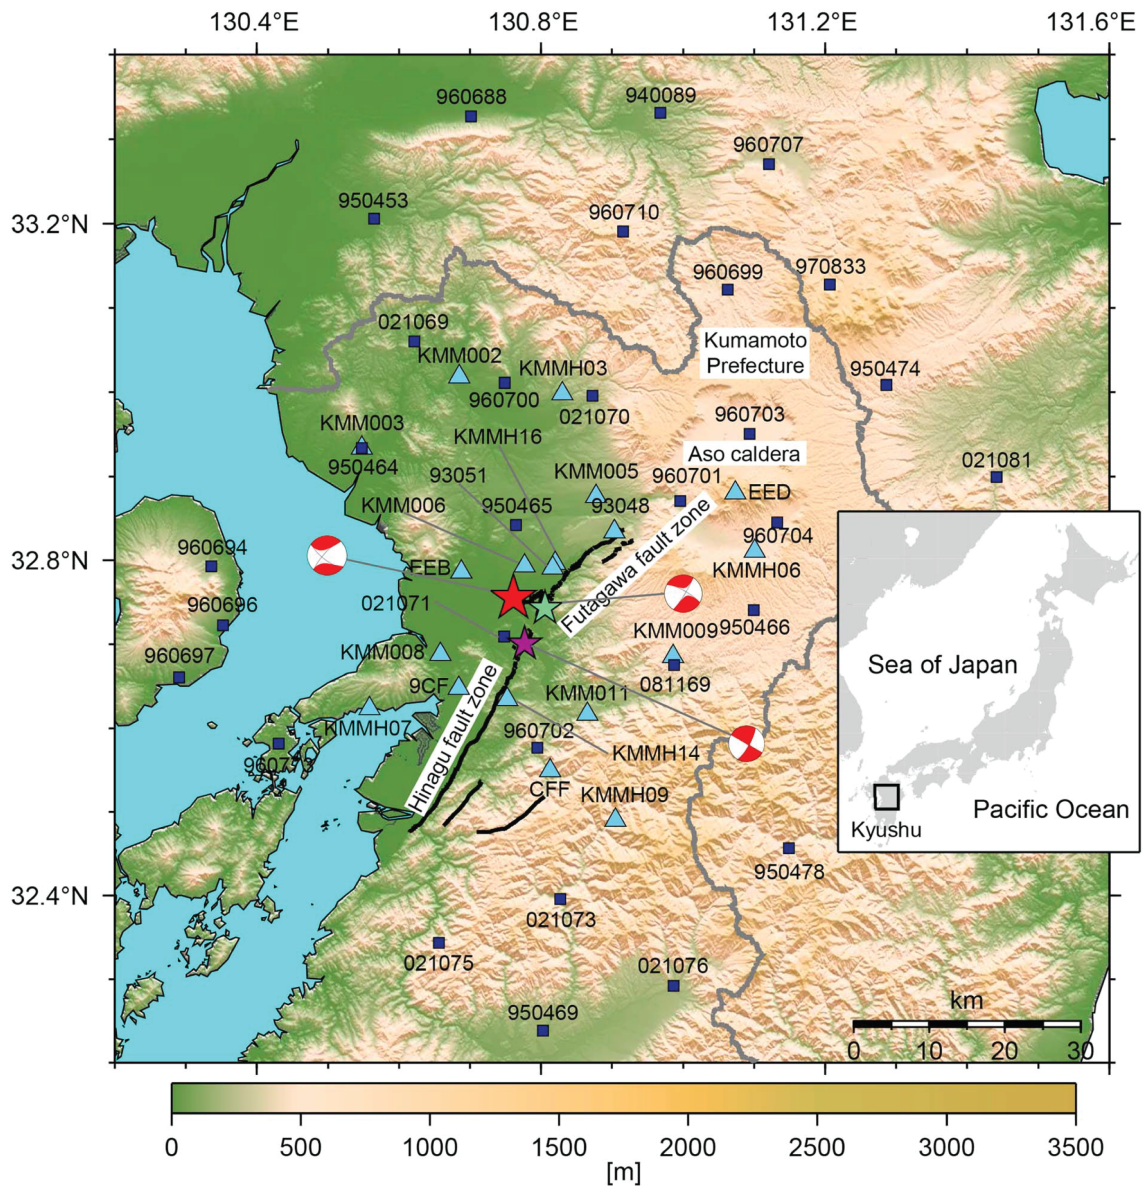 130.4°E
130.8°E
131.2°E
131.6°E
960688
940089
960707
950453
33.2°N
960710
960699
970833
021069
Kumamoto
Prefecture
KMM002
KMMH03
950474
960700
021070
960703
KMM003
KMMH16
Aso caldera
021081
950464
93051
KMM005
960701
EED
KMM006
950465
93048
960704
960694
32.8°N
Futagawa fault zone
FEB
KMMH06
960696
021071
KMM009
950466
KMM008
960697
081169
9CF
KMM011
Hinagu fault zone
KMMH07
960702
KMMH14
CFF
KMMH09
950478
32.4°N
021073
021075
021076
950469
Sea of Japan
Pacific Ocean
Kyushu
km
0
10
20
30
0
500
1000
1500
2000
2500
3000
3500
[m]